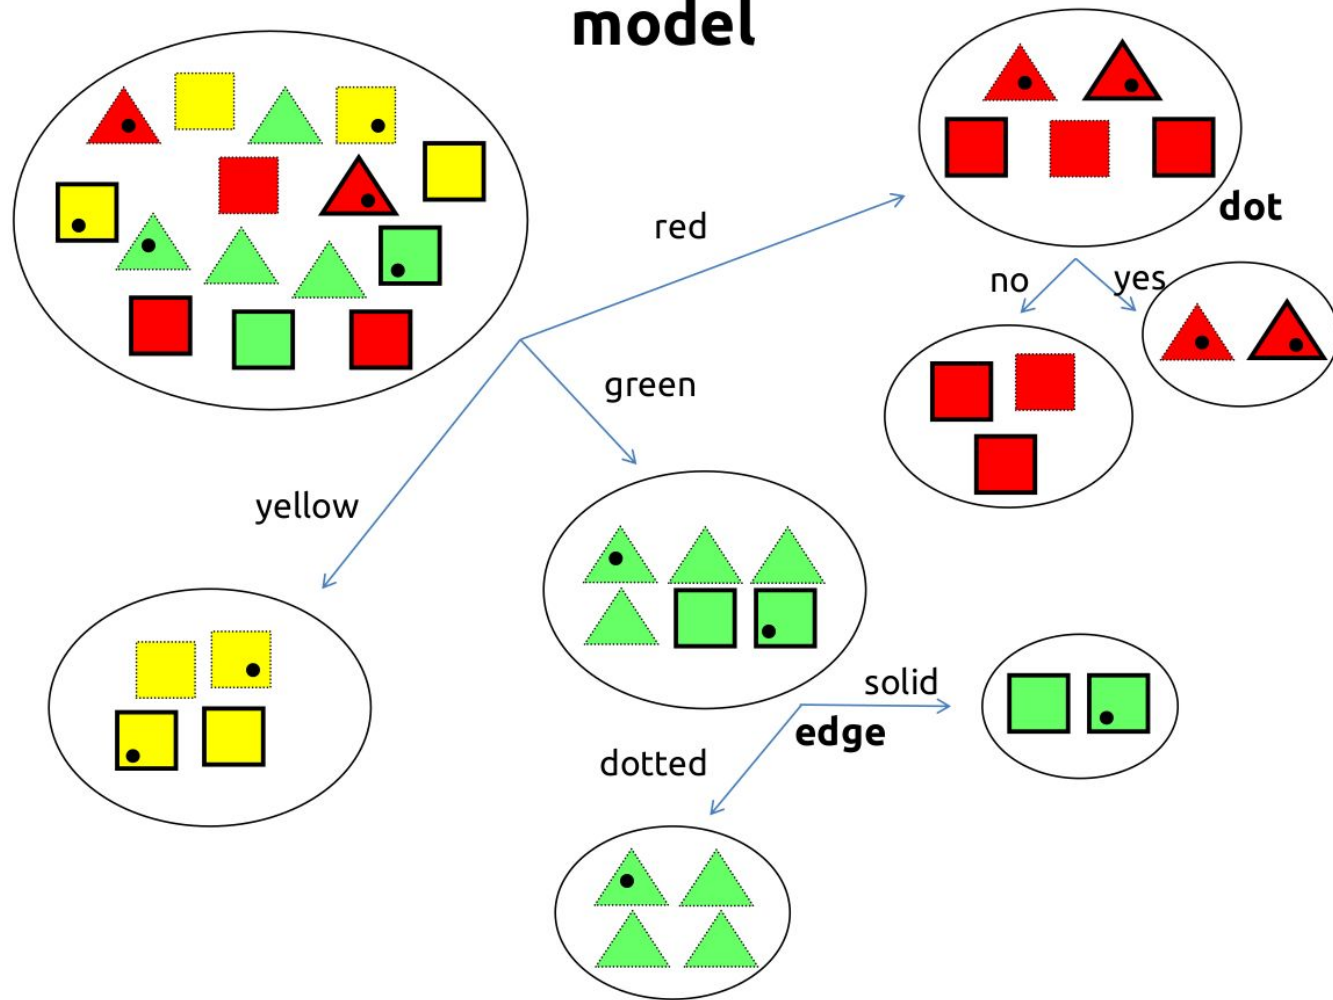 model
red
dot
no
yes
green
yellow
solid
edge
dotted